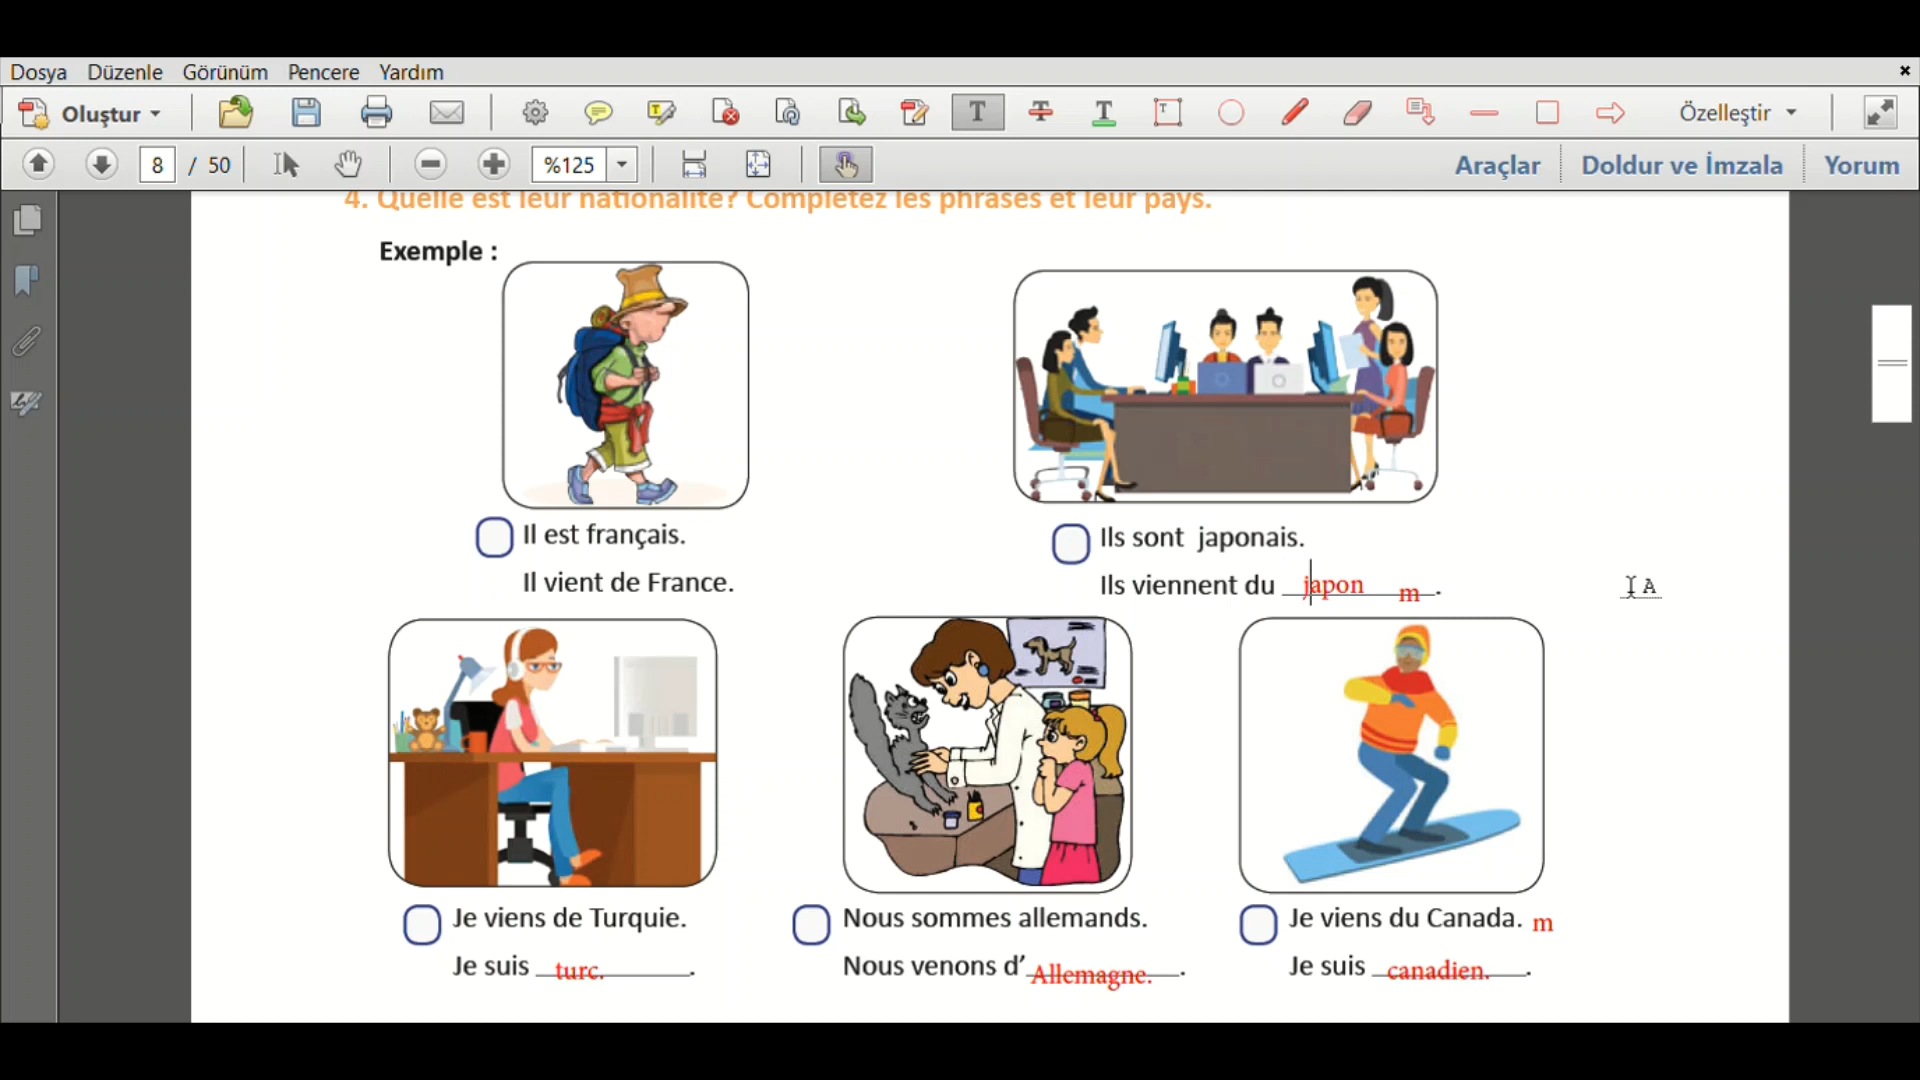 Dosya Düzenle Görünüm Pencere Yardım
Oluştur Özelleştir
8 / 50 %125 Araçlar Doldur ve İmzala Yorum
4. Quelle est leur nationalité? Complétez les phrases et leur pays.
Exemple :
Il est français.
Il vient de France.
Ils sont japonais.
Ils viennent du japon m .
Je viens de Turquie.
Je suis turc. .
Nous sommes allemands.
Nous venons d' Allemagne. .
Je viens du Canada. m
Je suis canadien. .